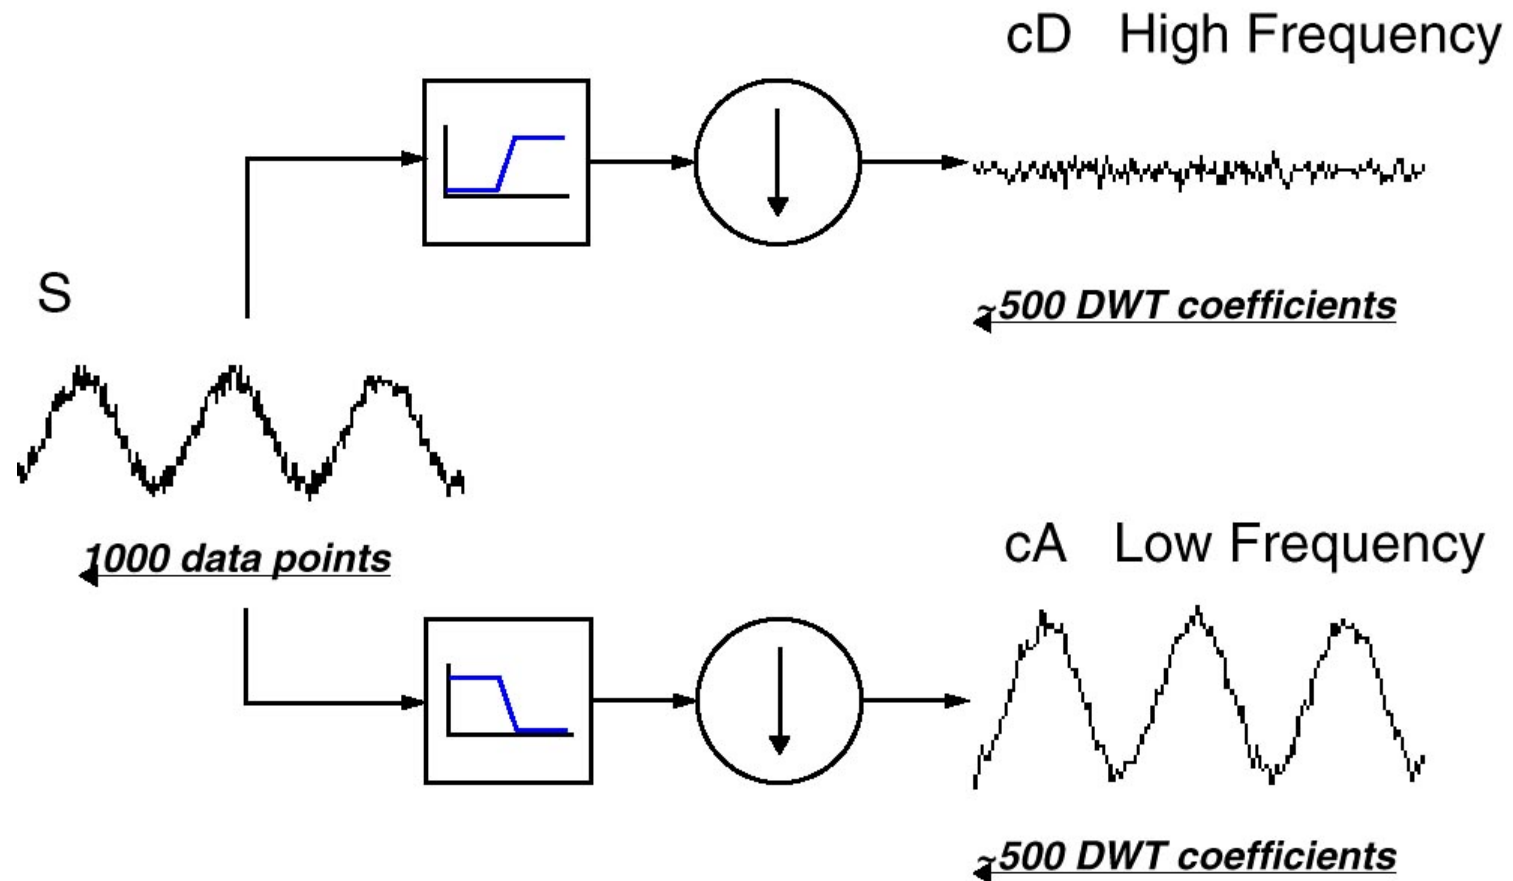 cD High Frequency
~500 DWT coefficients
S
1000 data points
cA Low Frequency
~500 DWT coefficients